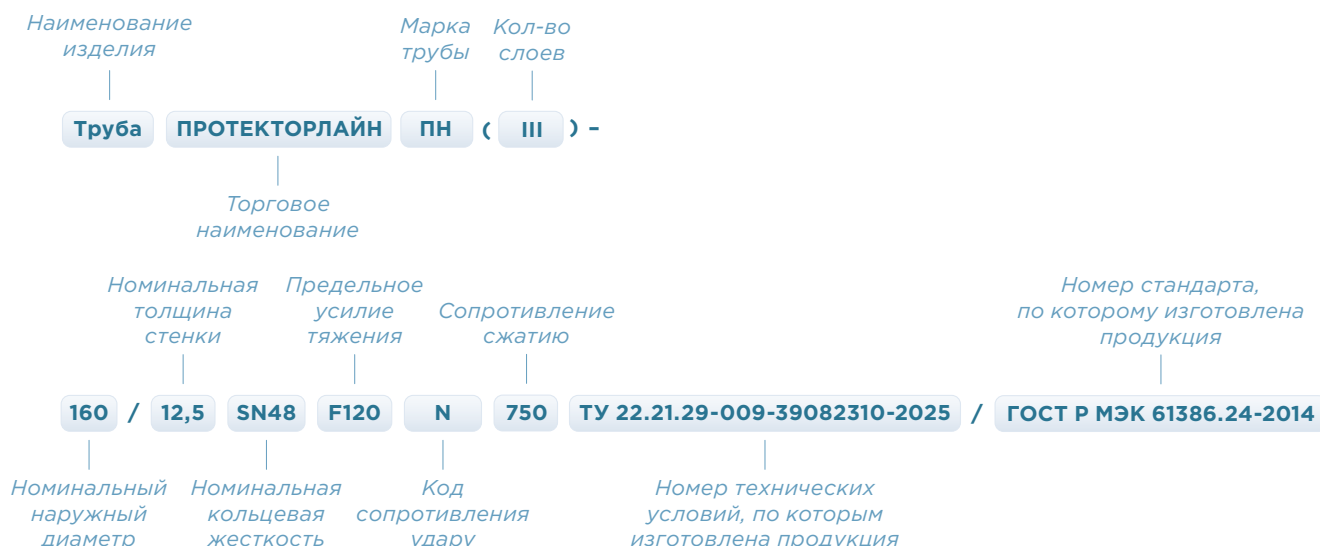 Наименование
изделия
Марка
трубы
Кол-во
слоев
Труба ПРОТЕКТОРЛАЙН ПН ( III ) –
Торговое
наименование
Номинальная
толщина
стенки
Предельное
усилие
тяжения
Сопротивление
сжатию
Номер стандарта,
по которому изготовлена
продукция
160 / 12,5 SN48 F120 N 750 ТУ 22.21.29-009-39082310-2025 / ГОСТ Р МЭК 61386.24-2014
Номинальный
наружный
диаметр
Номинальная
кольцевая
жесткость
Код
сопротивления
удару
Номер технических
условий, по которым
изготовлена продукция